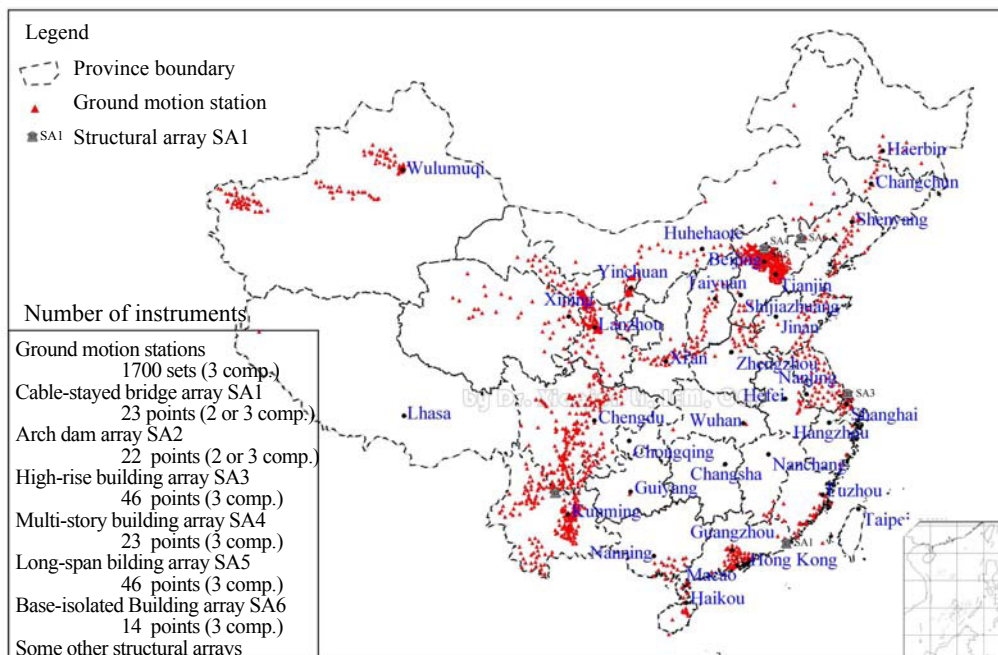 Legend
Province boundary
Ground motion station
SA1 Structural array SA1
Number of instruments
Ground motion stations
1700 sets (3 comp.)
Cable-stayed bridge array SA1
23 points (2 or 3 comp.)
Arch dam array SA2
22 points (2 or 3 comp.)
High-rise building array SA3
46 points (3 comp.)
Multi-story building array SA4
23 points (3 comp.)
Long-span bilding array SA5
46 points (3 comp.)
Base-isolated Building array SA6
14 points (3 comp.)
Some other structural arrays
Haerbin
Wulumuqi
Changchun
Shenyang
Huhehaote
SA4
Beijing
Yinchuan
Taiyuan
Tianjin
Xining
Shijiazhuang
Lanzhou
Jinan
Xi'an
Zhengzhou
Nanjing
Hefei
SA3
Lhasa
Chengdu
Wuhan
Shanghai
Hangzhou
Chongqing
Changsha
Nanchang
Guiyang
Fuzhou
Kunming
Taipei
Guangzhou
SA1
Nanning
Hong Kong
Macao
Haikou